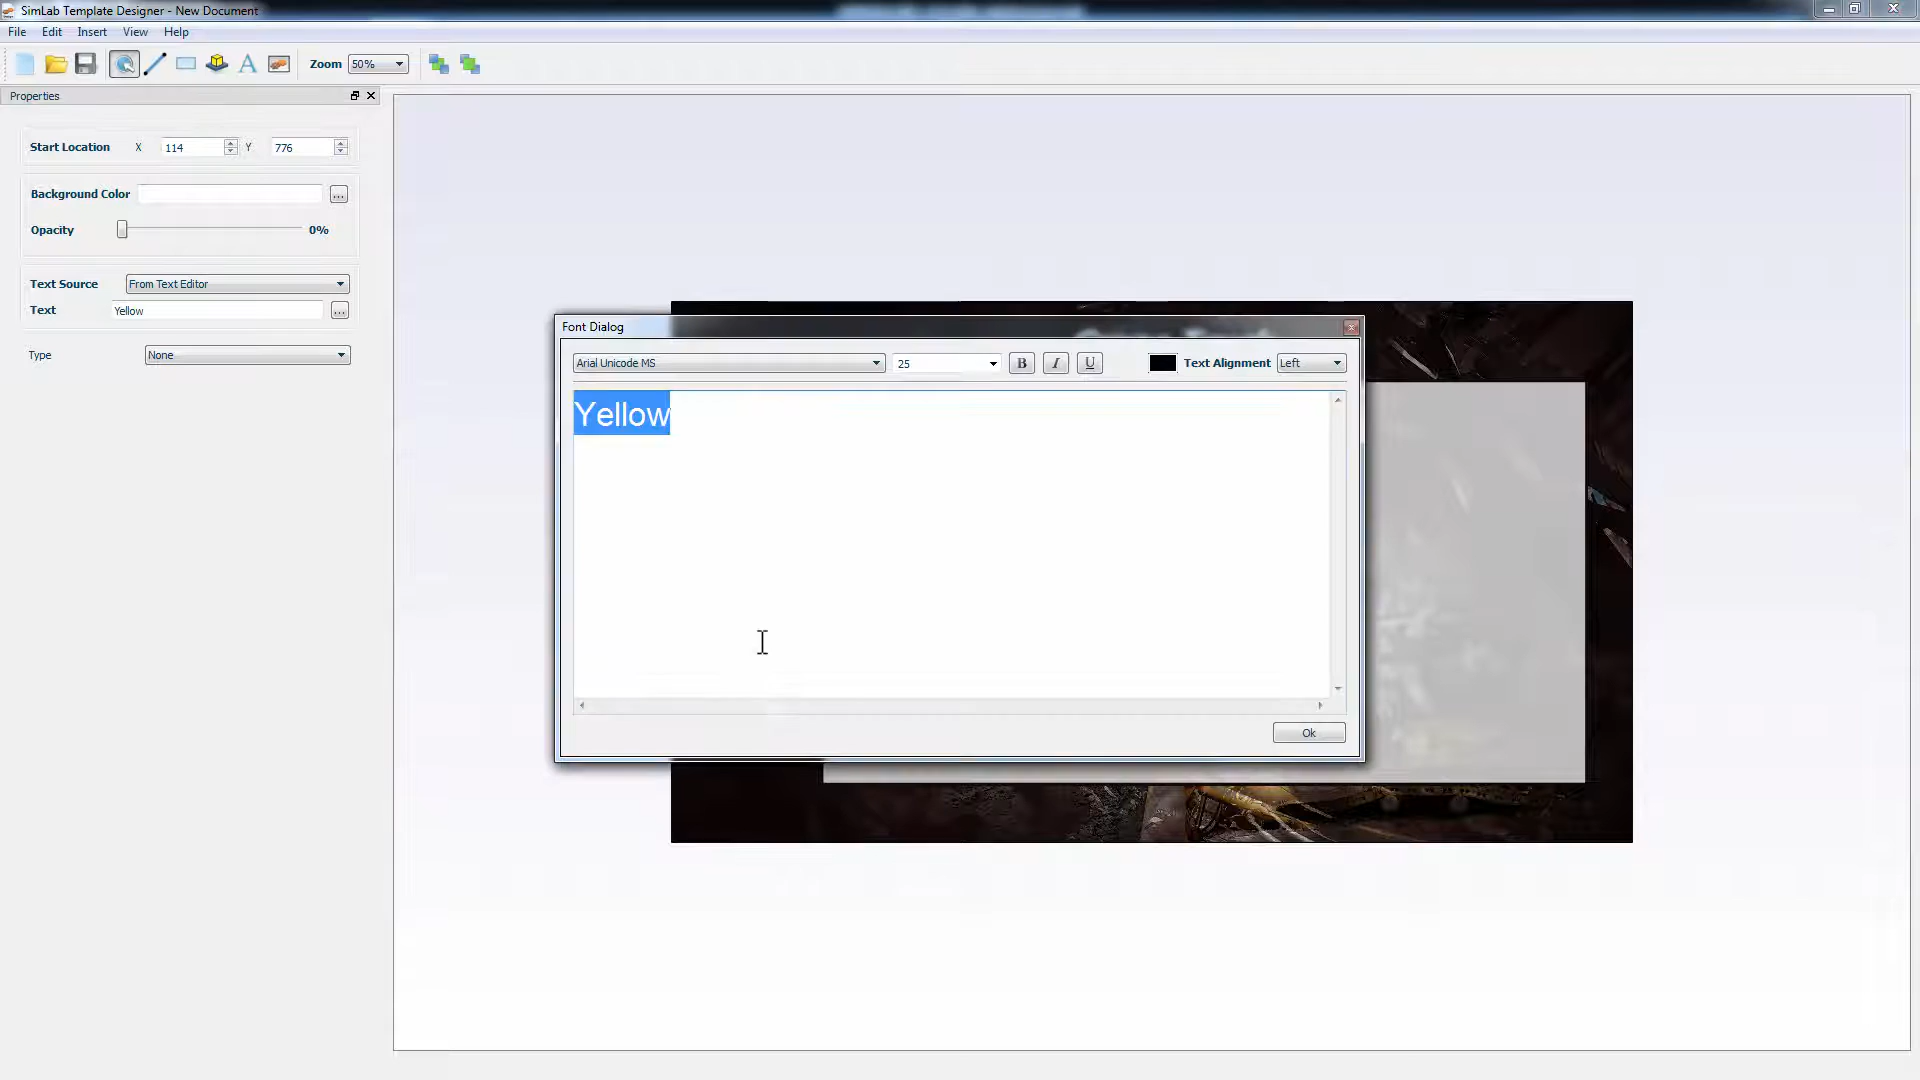 SimLab Template Designer - New Document
File Edit Insert View Help
Zoom 50%
Properties
Start Location X 114 Y 776
Background Color ...
Opacity 0%
Text Source From Text Editor
Text Yellow ...
Type None
Font Dialog
Arial Unicode MS 25 B I U Text Alignment Left
Yellow
Ok